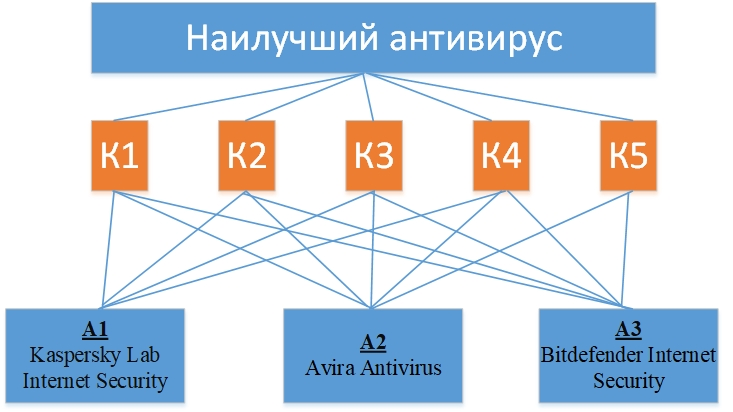 Наилучший антивирус
К1 К2 К3 К4 К5
А1
Kaspersky Lab
Internet Security
А2
Avira Antivirus
А3
Bitdefender Internet
Security